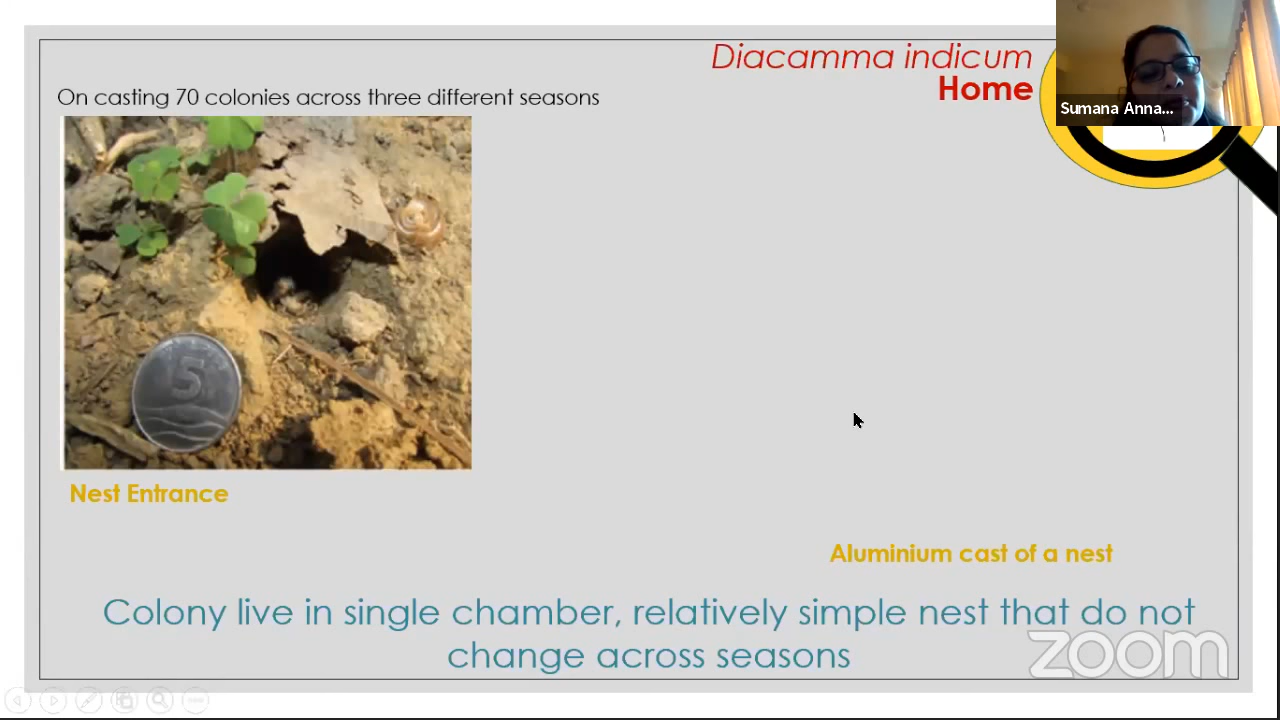 Diacamma indicum
Home
Sumana Anna...
On casting 70 colonies across three different seasons
5
Nest Entrance
Aluminium cast of a nest
Colony live in single chamber, relatively simple nest that do not
change across seasons
zoom